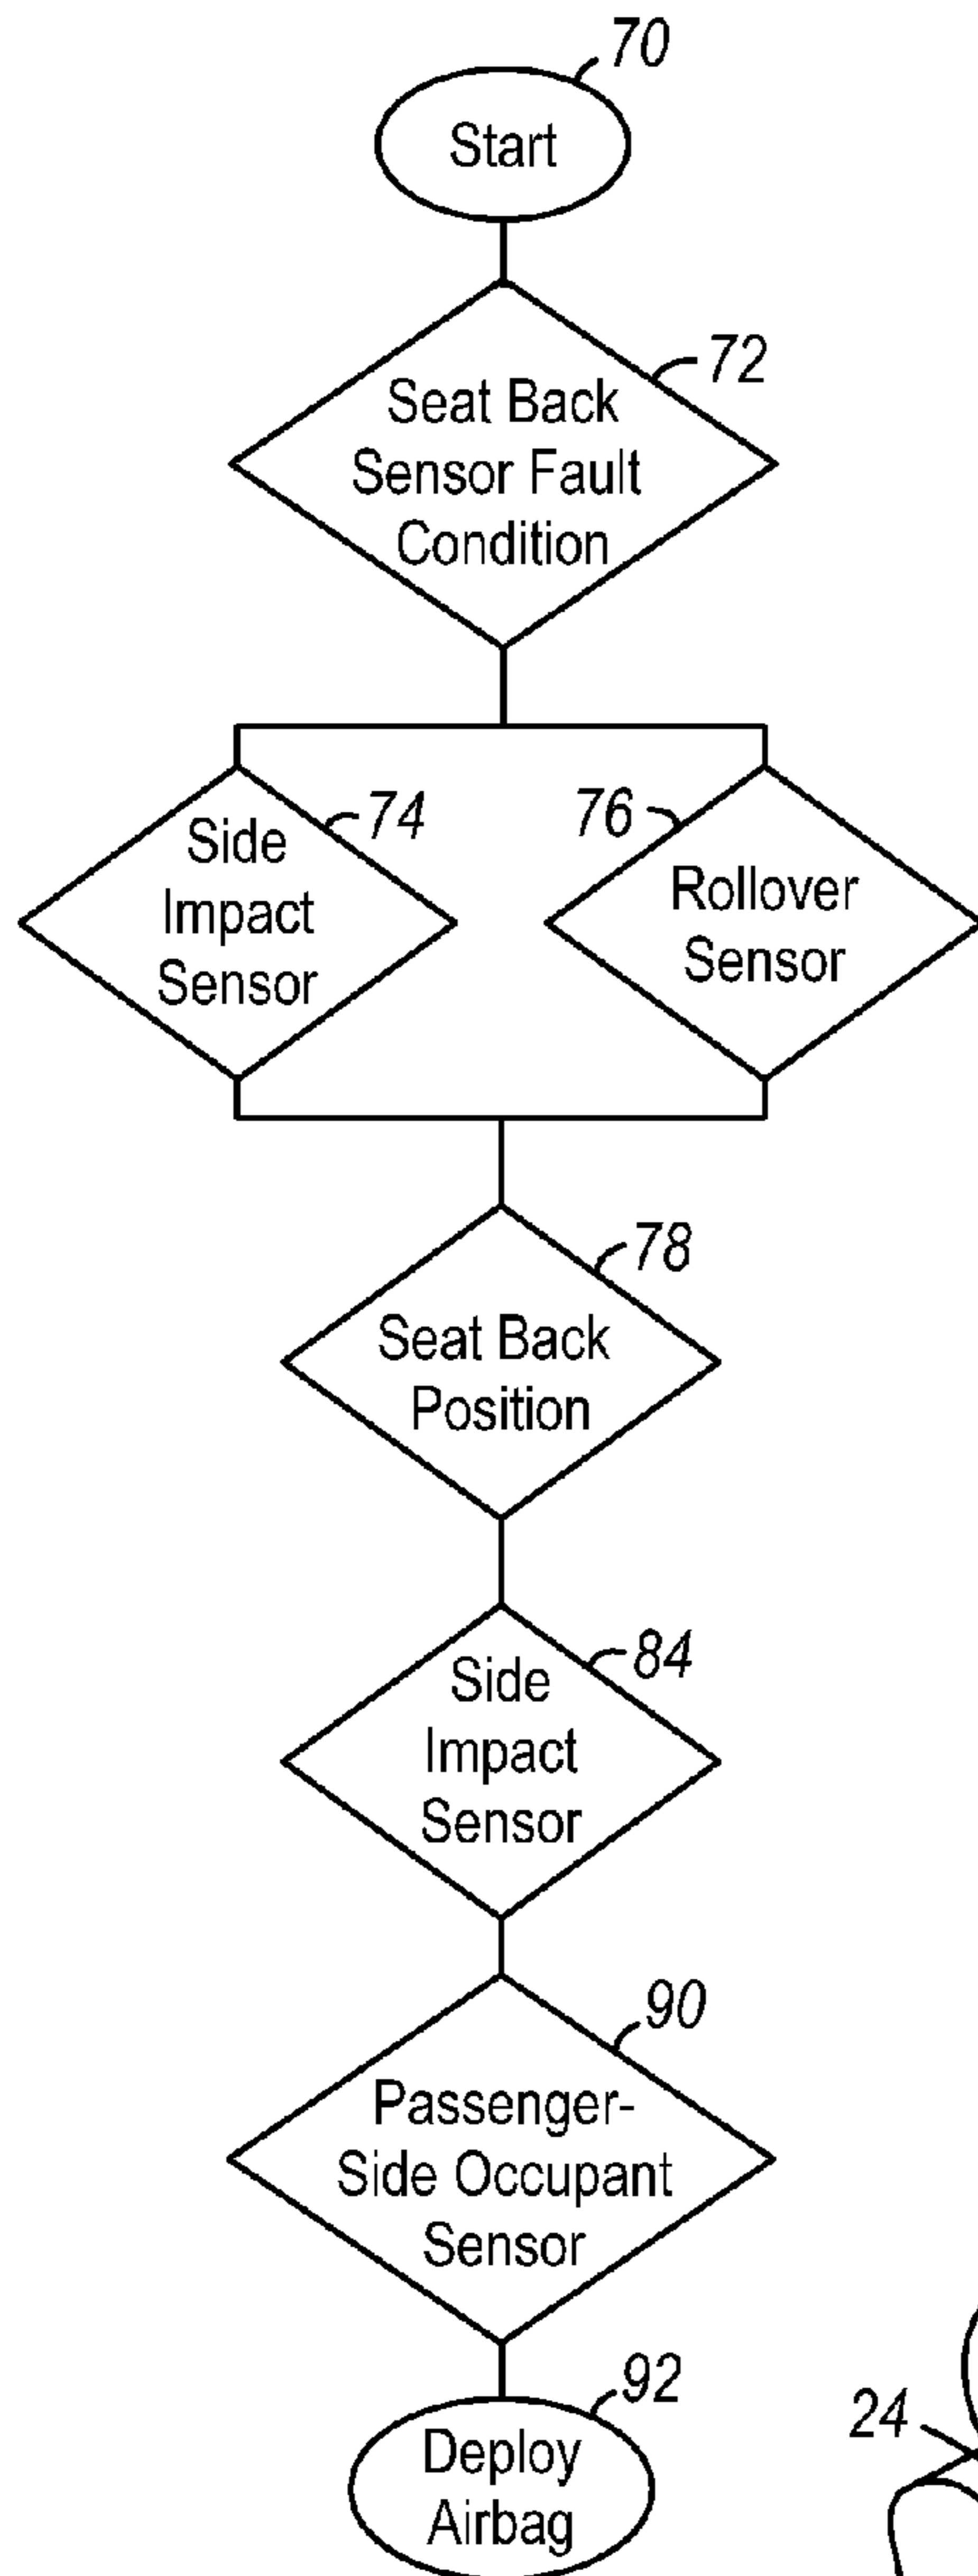 70
Start
72
Seat Back
Sensor Fault
Condition
74
Side
Impact
Sensor
76
Rollover
Sensor
78
Seat Back
Position
84
Side
Impact
Sensor
90
Passenger-
Side Occupant
Sensor
92
Deploy
Airbag
24